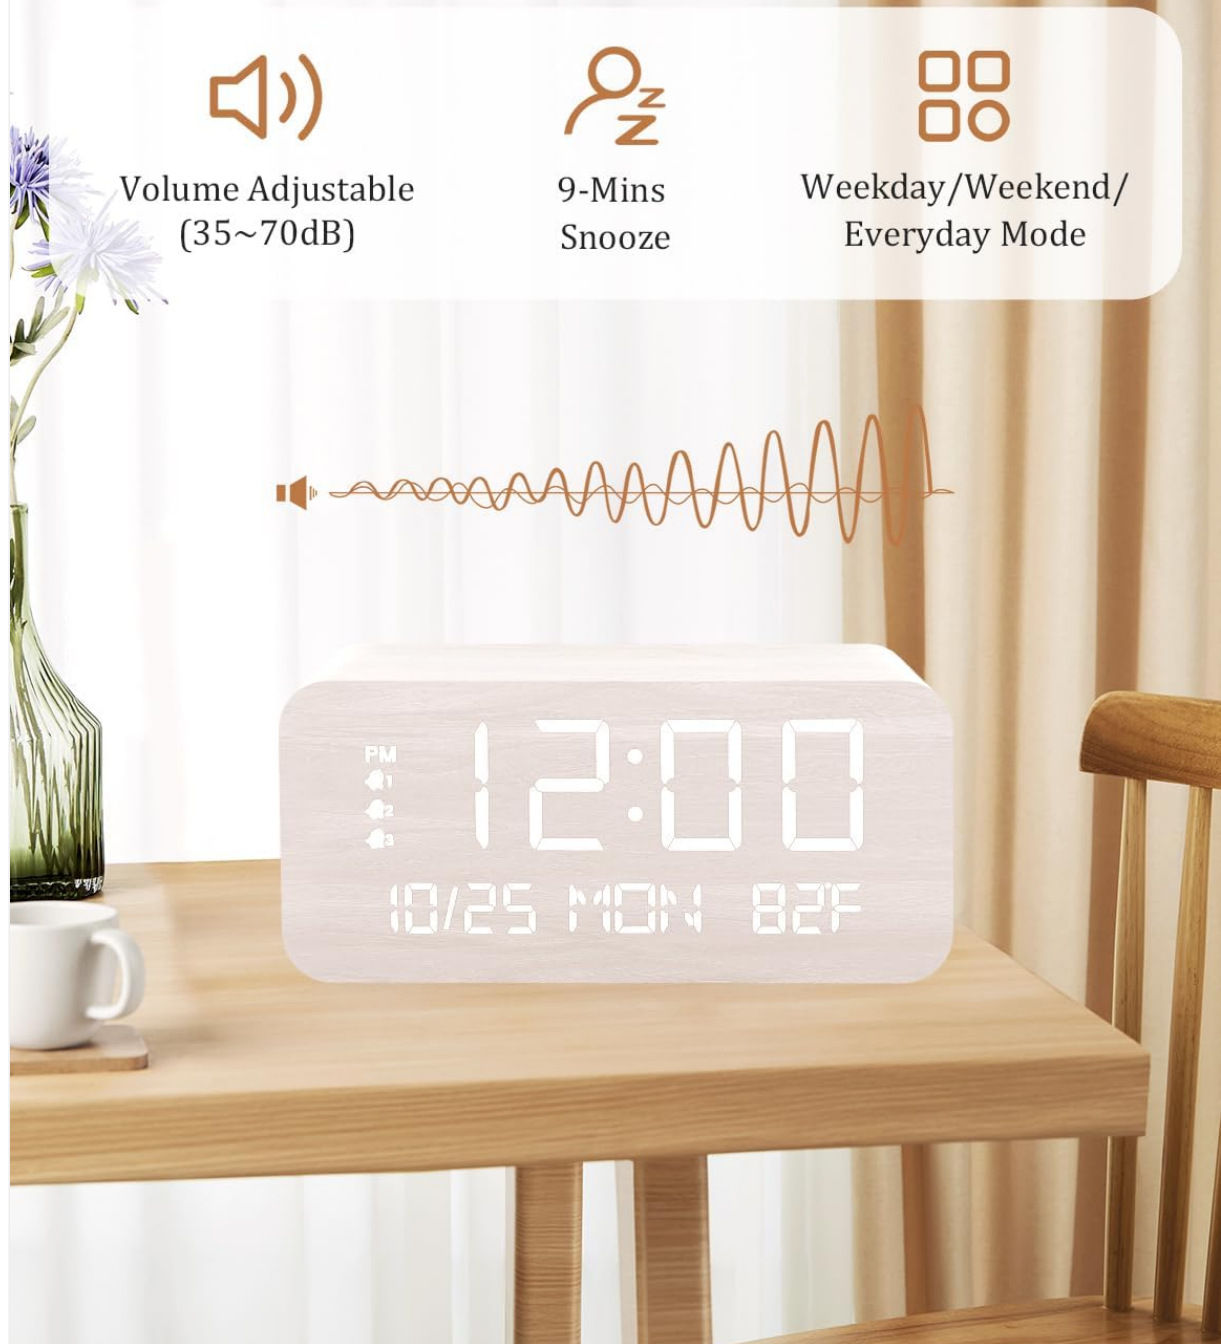 Volume Adjustable
(35~70dB)
9-Mins
Snooze
Weekday/Weekend/
Everyday Mode
PM
1
2
3
12:00
10/25 MON 82°F